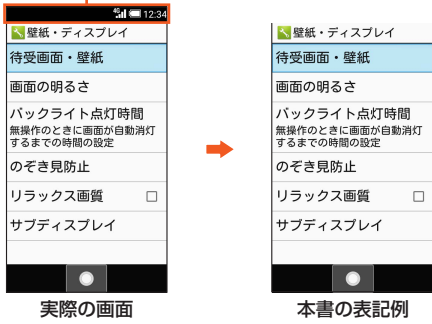 4G 12:34
壁紙・ディスプレイ
待受画面・壁紙
画面の明るさ
バックライト点灯時間
無操作のときに画面が自動消灯
するまでの時間の設定
のぞき見防止
リラックス画質
サブディスプレイ
実際の画面
壁紙・ディスプレイ
待受画面・壁紙
画面の明るさ
バックライト点灯時間
無操作のときに画面が自動消灯
するまでの時間の設定
のぞき見防止
リラックス画質
サブディスプレイ
本書の表記例